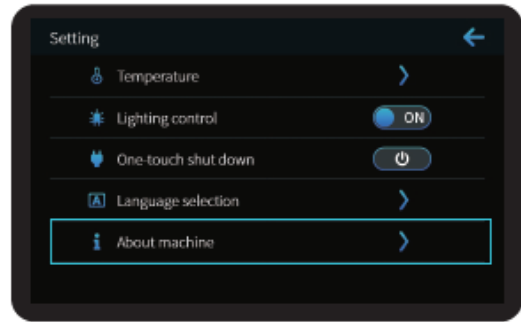 Setting
Temperature
Lighting control
ON
One-touch shut down
A Language selection
About machine